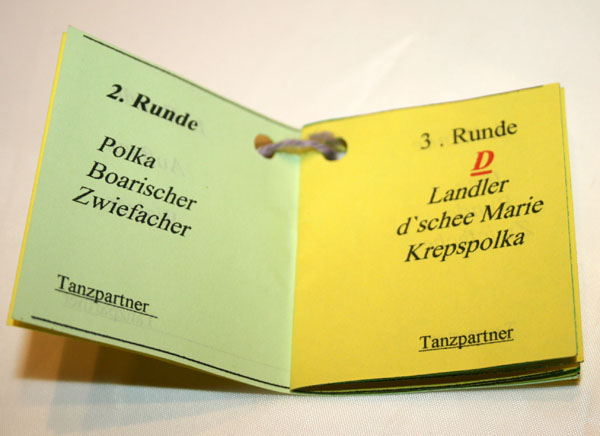 2. Runde
Polka
Boarischer
Zwiefacher
Tanzpartner
3 . Runde
D
Landler
d`schee Marie
Krepspolka
Tanzpartner